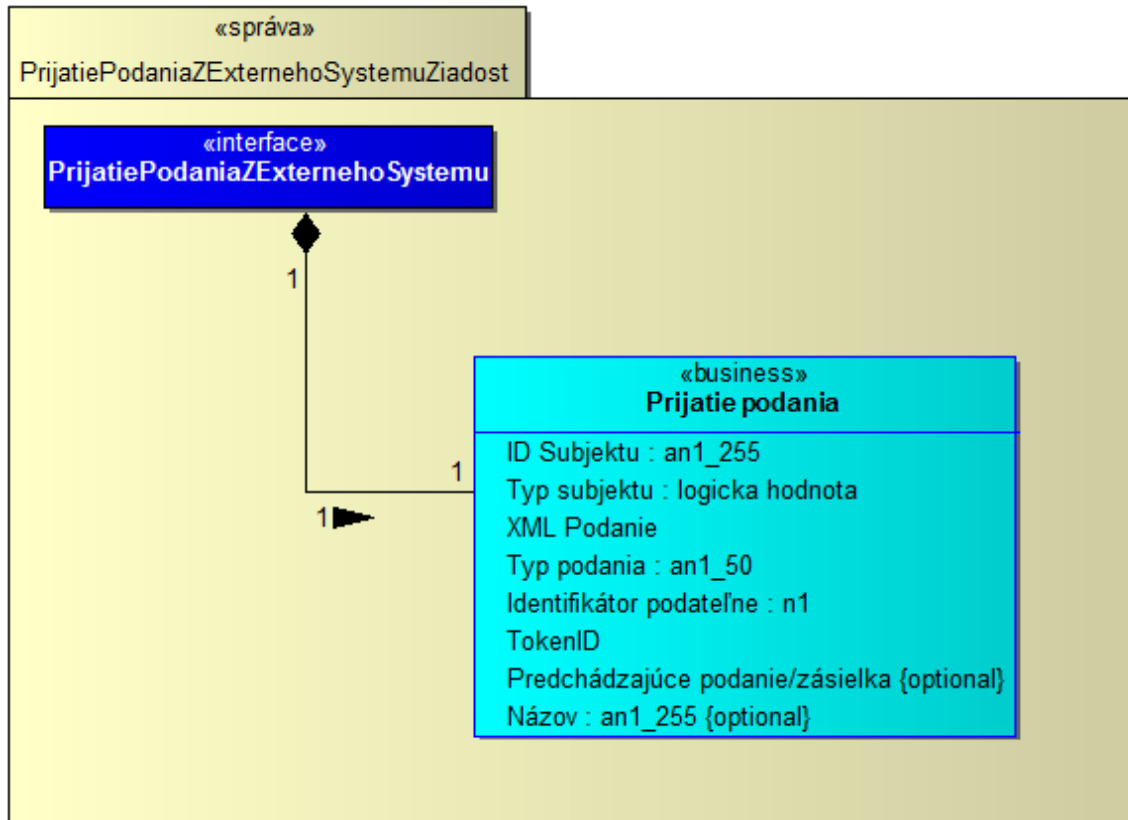 «správa»
PrijatiePodaniaZExternehoSystemuZiadost
«interface»
PrijatiePodaniaZExternehoSystemu
1
1
1
«business»
Prijatie podania
ID Subjektu : an1_255
Typ subjektu : logicka hodnota
XML Podanie
Typ podania : an1_50
Identifikátor podateľne : n1
TokenID
Predchádzajúce podanie/zásielka {optional}
Názov : an1_255 {optional}